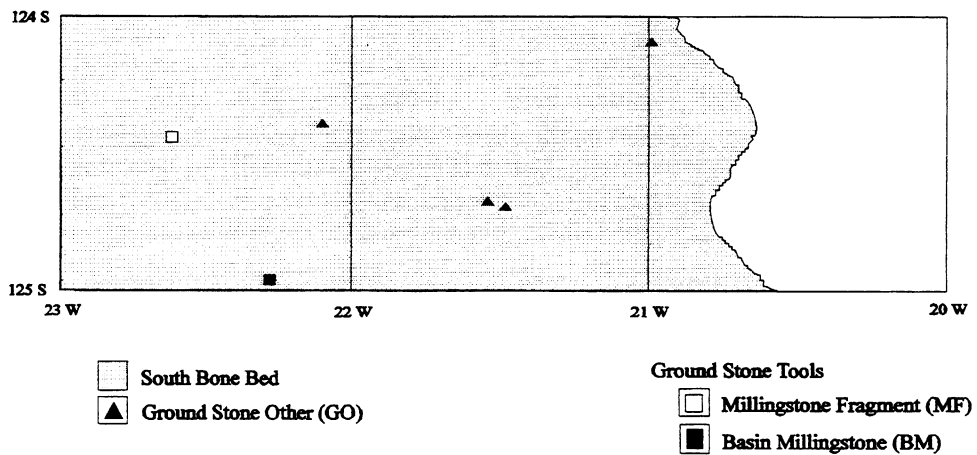 124 S
125 S
23 W
22 W
21 W
20 W
South Bone Bed
Ground Stone Other (GO)
Ground Stone Tools
Millingstone Fragment (MF)
Basin Millingstone (BM)